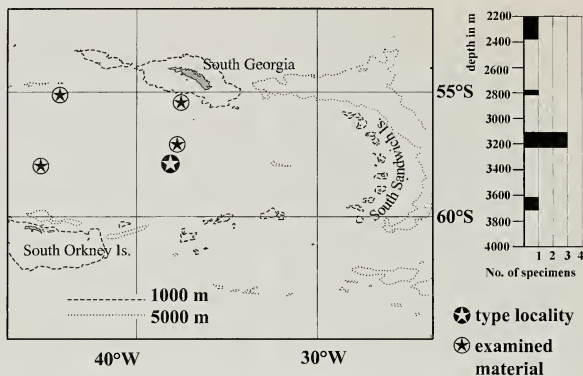 South Georgia
55°S
South Sandwich Is.
60°S
South Orkney Is.
1000 m
5000 m
40°W
30°W
depth in m
2200
2400
2600
2800
3000
3200
3400
3600
3800
4000
1 2 3 4
No. of specimens
type locality
examined
material